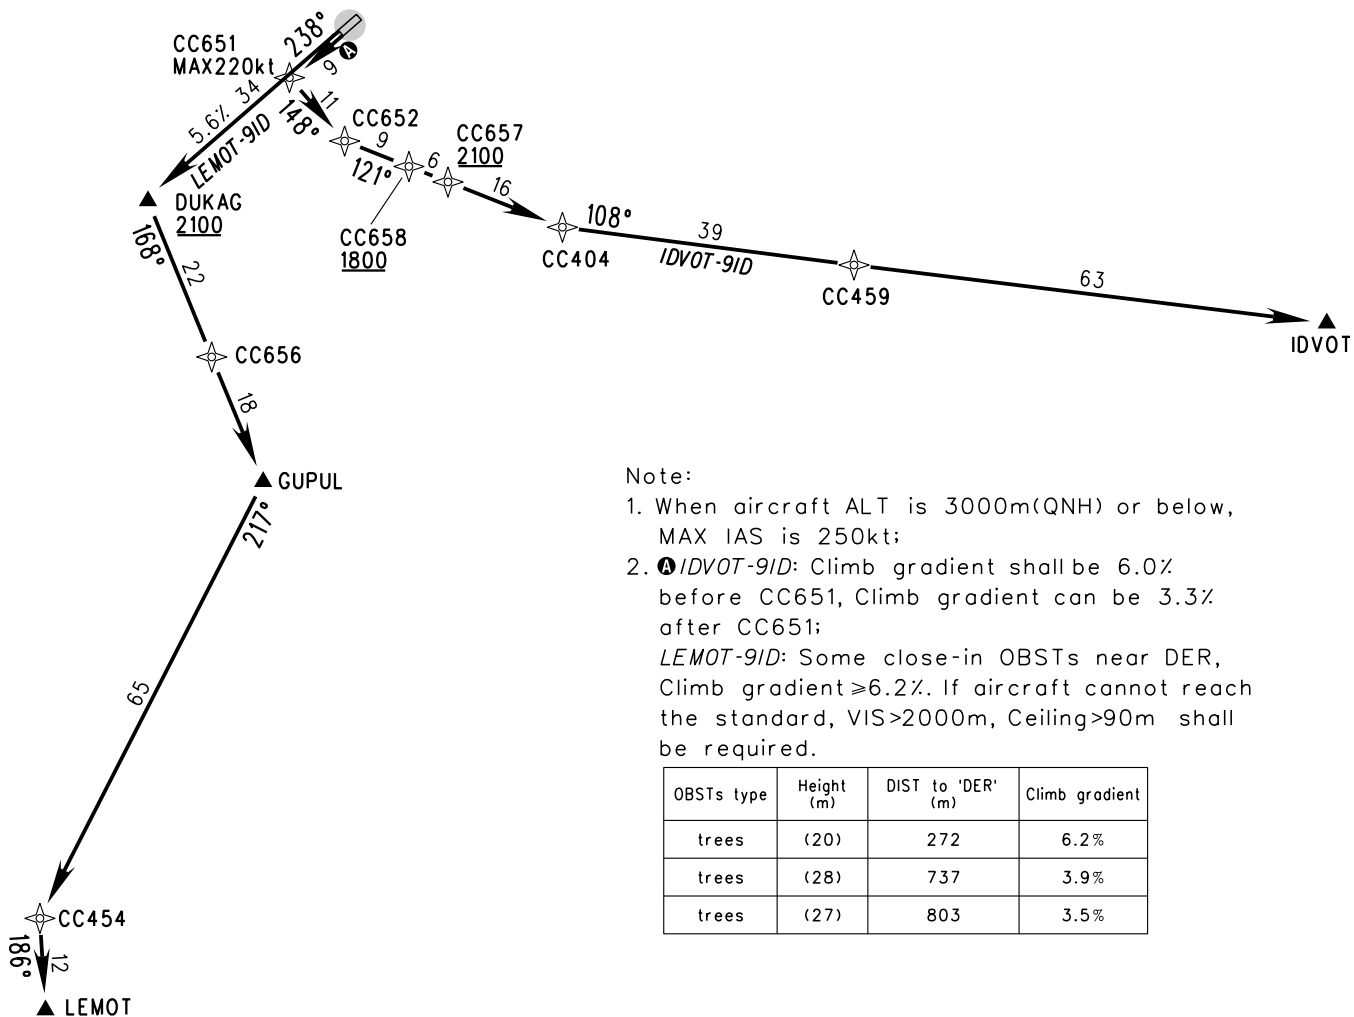 238°
CC651
MAX220kt
A
9
34
5.6%
LEMOT-91D
11
148°
CC652
9
121°
6
CC657
2100
CC658
1800
16
CC404
108°
39
IDVOT-91D
CC459
63
IDVOT
DUKAG
2100
168°
22
CC656
18
GUPUL
217°
65
CC454
186°
12
LEMOT
Note:
1. When aircraft ALT is 3000m(QNH) or below,
MAX IAS is 250kt;
2. A IDVOT-91D: Climb gradient shall be 6.0%
before CC651, Climb gradient can be 3.3%
after CC651;
LEMOT-91D: Some close-in OBSTs near DER,
Climb gradient≥6.2%. If aircraft cannot reach
the standard, VIS>2000m, Ceiling>90m shall
be required.
OBSTs type Height (m) DIST to 'DER' (m) Climb gradient
trees (20) 272 6.2%
trees (28) 737 3.9%
trees (27) 803 3.5%